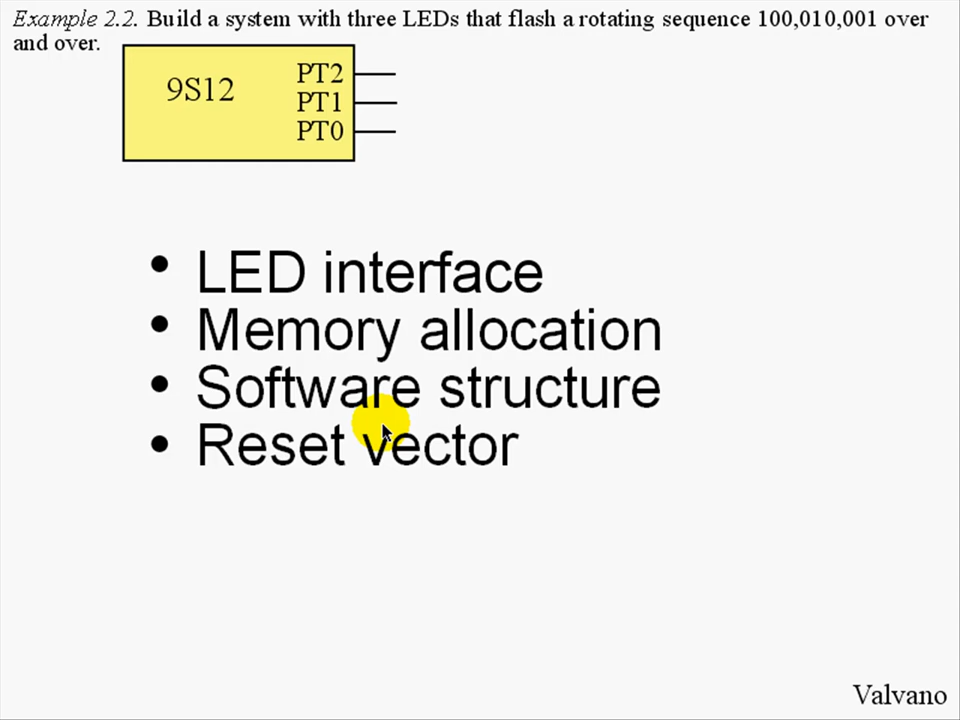 Example 2.2. Build a system with three LEDs that flash a rotating sequence 100,010,001 over
and over.
9S12
PT2
PT1
PT0
• LED interface
• Memory allocation
• Software structure
• Reset vector
Valvano